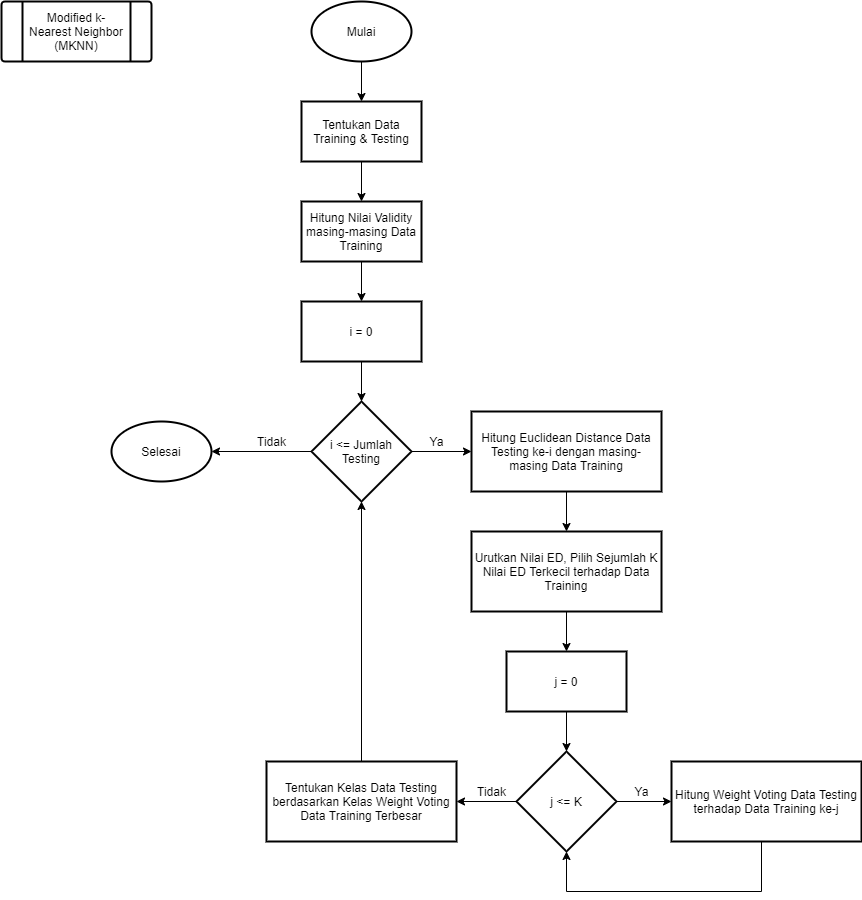 Modified k-
Nearest Neighbor
(MKNN)
Mulai
Tentukan Data
Training & Testing
Hitung Nilai Validity
masing-masing Data
Training
i = 0
i <= Jumlah
Testing
Tidak
Selesai
Ya
Hitung Euclidean Distance Data
Testing ke-i dengan masing-
masing Data Training
Urutkan Nilai ED, Pilih Sejumlah K
Nilai ED Terkecil terhadap Data
Training
j = 0
j <= K
Ya
Hitung Weight Voting Data Testing
terhadap Data Training ke-j
Tidak
Tentukan Kelas Data Testing
berdasarkan Kelas Weight Voting
Data Training Terbesar